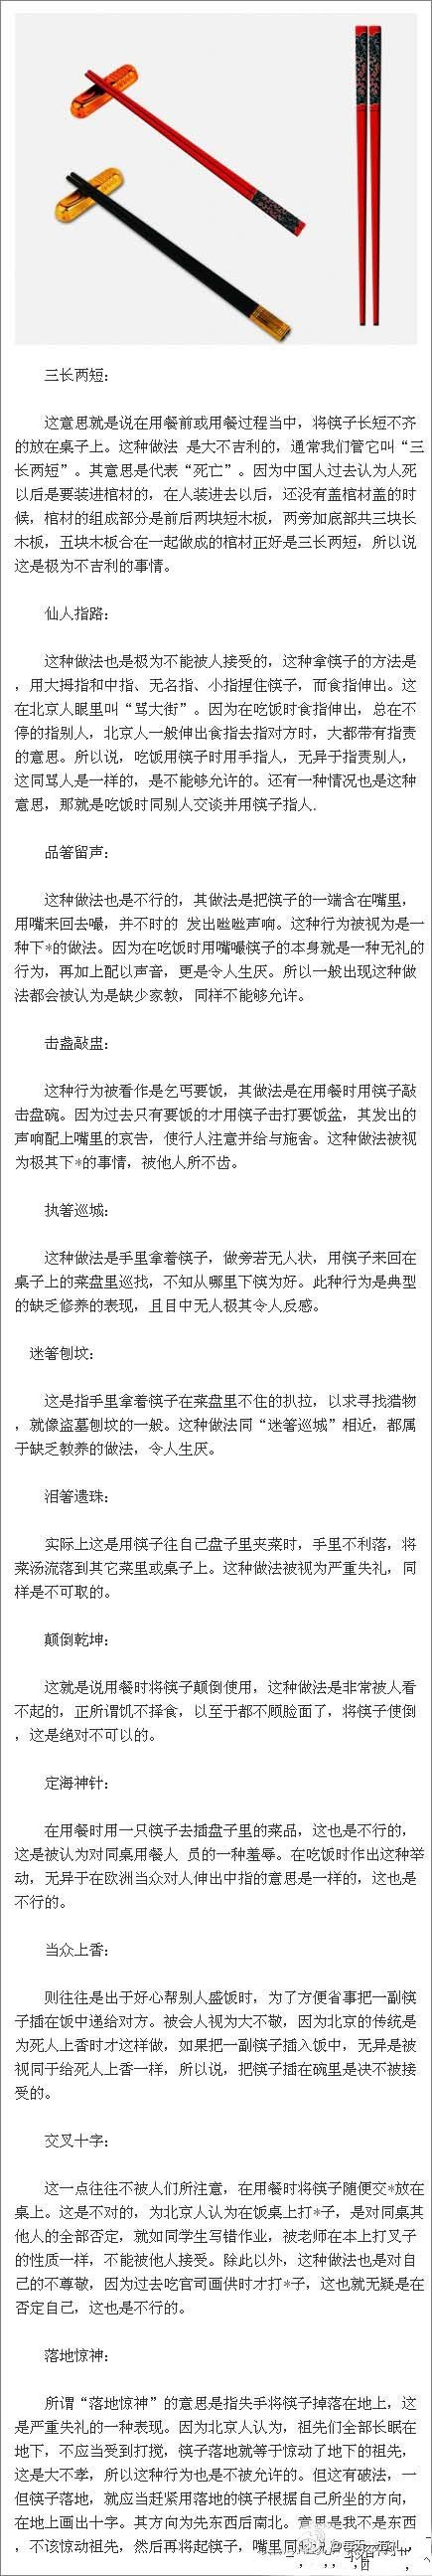 三长两短：
这意思就是说在用餐前或用餐过程当中，将筷子长短不齐
的放在桌子上。这种做法 是大不吉利的，通常我们管它叫“三
长两短”。其意思是代表“死亡”。因为中国人过去认为人死
以后是要装进棺材的，在人装进去以后，还没有盖棺材盖的时
候，棺材的组成部分是前后两块短木板，两旁加底部共三块长
木板，五块木板合在一起做成的棺材正好是三长两短，所以说
这是极为不吉利的事情。
仙人指路：
这种做法也是极为不能被人接受的，这种拿筷子的方法是
，用大拇指和中指、无名指、小指捏住筷子，而食指伸出。这
在北京人眼里叫“骂大街”。因为在吃饭时食指伸出，总在不
停的指别人，北京人一般伸出食指去指对方时，大都带有指责
的意思。所以说，吃饭用筷子时用手指人，无异于指责别人，
这同骂人是一样的，是不能够允许的。还有一种情况也是这种
意思，那就是吃饭时同别人交谈并用筷子指人.
品箸留声：
这种做法也是不行的，其做法是把筷子的一端含在嘴里，
用嘴来回去嘬，并不时的 发出咝咝声响。这种行为被视为是一
种下*的做法。因为在吃饭时用嘴嘬筷子的本身就是一种无礼的
行为，再加上配以声音，更是令人生厌。所以一般出现这种做
法都会被认为是缺少家教，同样不能够允许。
击盏敲盅：
这种行为被看作是乞丐要饭，其做法是在用餐时用筷子敲
击盘碗。因为过去只有要饭的才用筷子击打要饭盆，其发出的
声响配上嘴里的哀告，使行人注意并给与施舍。这种做法被视
为极其下*的事情，被他人所不齿。
执箸巡城：
这种做法是手里拿着筷子，做旁若无人状，用筷子来回在
桌子上的菜盘里巡找，不知从哪里下筷为好。此种行为是典型
的缺乏修养的表现，且目中无人极其令人反感。
迷箸刨坟：
这是指手里拿着筷子在菜盘里不住的扒拉，以求寻找猎物
，就像盗墓刨坟的一般。这种做法同“迷箸巡城”相近，都属
于缺乏教养的做法，令人生厌。
泪箸遗珠：
实际上这是用筷子往自己盘子里夹菜时，手里不利落，将
菜汤流落到其它菜里或桌子上。这种做法被视为严重失礼，同
样是不可取的。
颠倒乾坤：
这就是说用餐时将筷子颠倒使用，这种做法是非常被人看
不起的，正所谓饥不择食，以至于都不顾脸面了，将筷子使倒
，这是绝对不可以的。
定海神针：
在用餐时用一只筷子去插盘子里的菜品，这也是不行的，
这是被认为对同桌用餐人 员的一种羞辱。在吃饭时作出这种举
动，无异于在欧洲当众对人伸出中指的意思是一样的，这也是
不行的。
当众上香：
则往往是出于好心帮别人盛饭时，为了方便省事把一副筷
子插在饭中递给对方。被会人视为大不敬，因为北京的传统是
为死人上香时才这样做，如果把一副筷子插入饭中，无异是被
视同于给死人上香一样，所以说，把筷子插在碗里是决不被接
受的。
交叉十字：
这一点往往不被人们所注意，在用餐时将筷子随便交*放在
桌上。这是不对的，为北京人认为在饭桌上打*子，是对同桌其
他人的全部否定，就如同学生写错作业，被老师在本上打叉子
的性质一样，不能被他人接受。除此以外，这种做法也是对自
己的不尊敬，因为过去吃官司画供时才打*子，这也就无疑是在
否定自己，这也是不行的。
落地惊神：
所谓“落地惊神”的意思是指失手将筷子掉落在地上，这
是严重失礼的一种表现。因为北京人认为，祖先们全部长眠在
地下，不应当受到打搅，筷子落地就等于惊动了地下的祖先，
这是大不孝，所以这种行为也是不被允许的。但这有破法，一
但筷子落地，就应当赶紧用落地的筷子根据自己所坐的方向，
在地上画出十字。其方向为先东西后南北。意思是我不是东西
，不该惊动祖先，然后再将起筷子，嘴里同